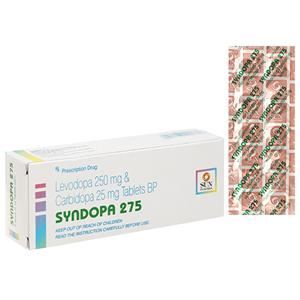 Rx Prescription Drug
Levodopa 250 mg &
Carbidopa 25 mg Tablets BP
SYNDOPA 275
KEEP OUT OF REACH OF CHILDREN
READ THE INSTRUCTION CAREFULLY BEFORE USE
SUN
SYNDOPA 275